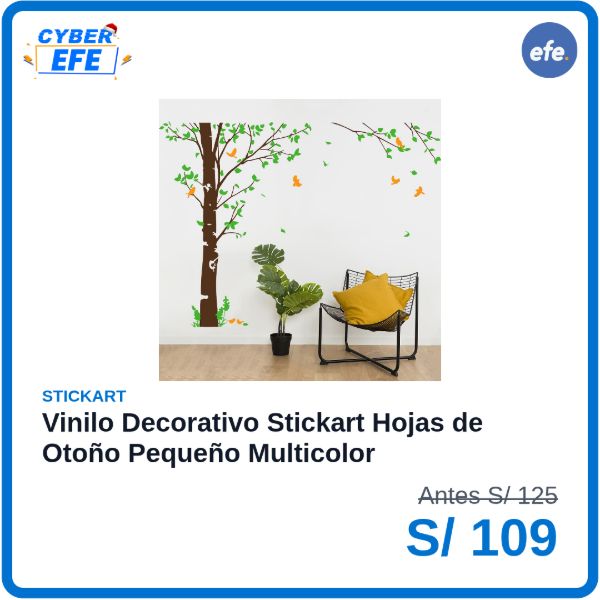 CYBER
EFE
efe.
STICKART
Vinilo Decorativo Stickart Hojas de
Otoño Pequeño Multicolor
Antes S/ 125
S/ 109